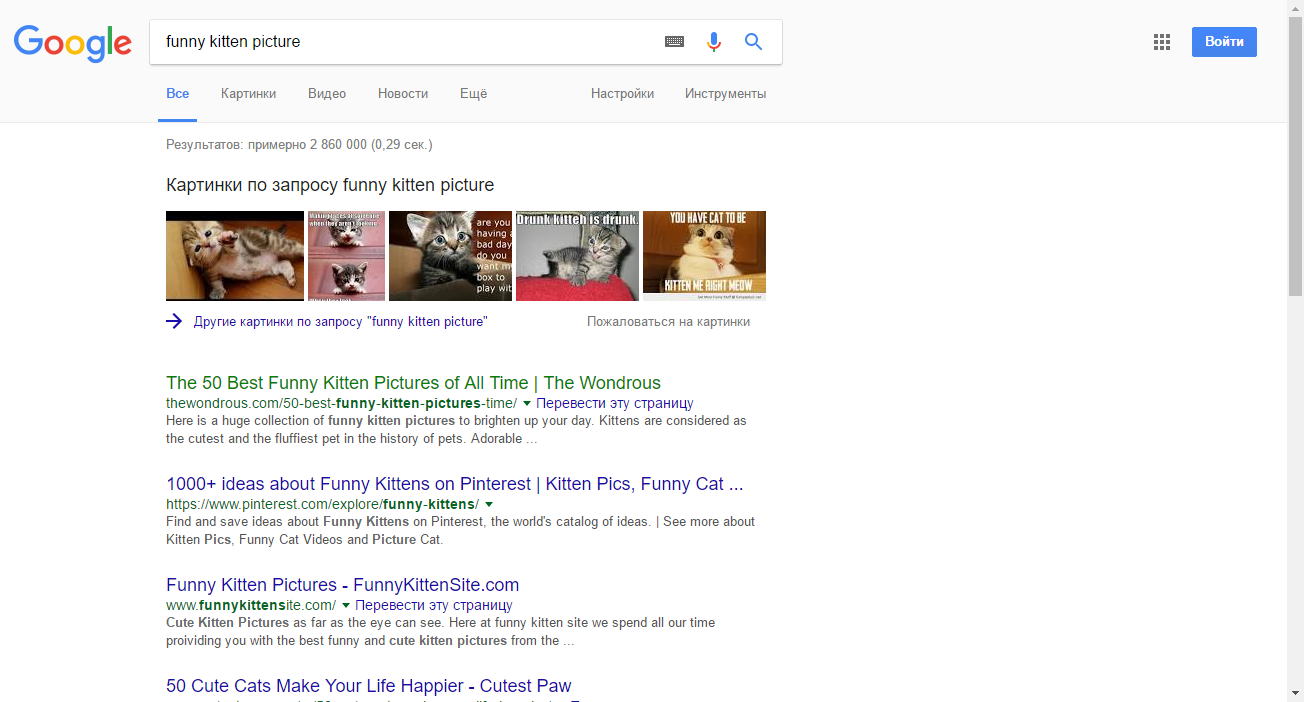 Google
funny kitten picture
Войти
Все Картинки Видео Новости Ещё Настройки Инструменты
Результатов: примерно 2 860 000 (0,29 сек.)
Картинки по запросу funny kitten picture
Making faces at someone
when they aren't looking.
are you
having a
bad day
do you
want my
box to
play wit
Drunk kitteh is drunk.
YOU HAVE CAT TO BE
KITTEN ME RIGHT MEOW
Другие картинки по запросу "funny kitten picture" Пожаловаться на картинки
The 50 Best Funny Kitten Pictures of All Time | The Wondrous
thewondrous.com/50-best-funny-kitten-pictures-time/ Перевести эту страницу
Here is a huge collection of funny kitten pictures to brighten up your day. Kittens are considered as
the cutest and the fluffiest pet in the history of pets. Adorable ...
1000+ ideas about Funny Kittens on Pinterest | Kitten Pics, Funny Cat ...
https://www.pinterest.com/explore/funny-kittens/
Find and save ideas about Funny Kittens on Pinterest, the world's catalog of ideas. | See more about
Kitten Pics, Funny Cat Videos and Picture Cat.
Funny Kitten Pictures - FunnyKittenSite.com
www.funnykittensite.com/ Перевести эту страницу
Cute Kitten Pictures as far as the eye can see. Here at funny kitten site we spend all our time
proividing you with the best funny and cute kitten pictures from the ...
50 Cute Cats Make Your Life Happier - Cutest Paw